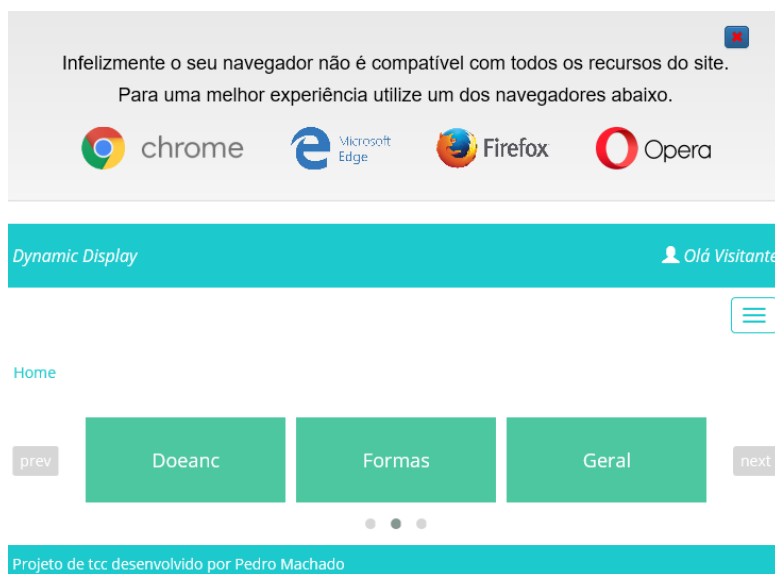 Infelizmente o seu navegador não é compatível com todos os recursos do site.
Para uma melhor experiência utilize um dos navegadores abaixo.
chrome
Microsoft
Edge
Firefox
Opera
Dynamic Display
Olá Visitante
Home
prev
Doeanc
Formas
Geral
next
Projeto de tcc desenvolvido por Pedro Machado